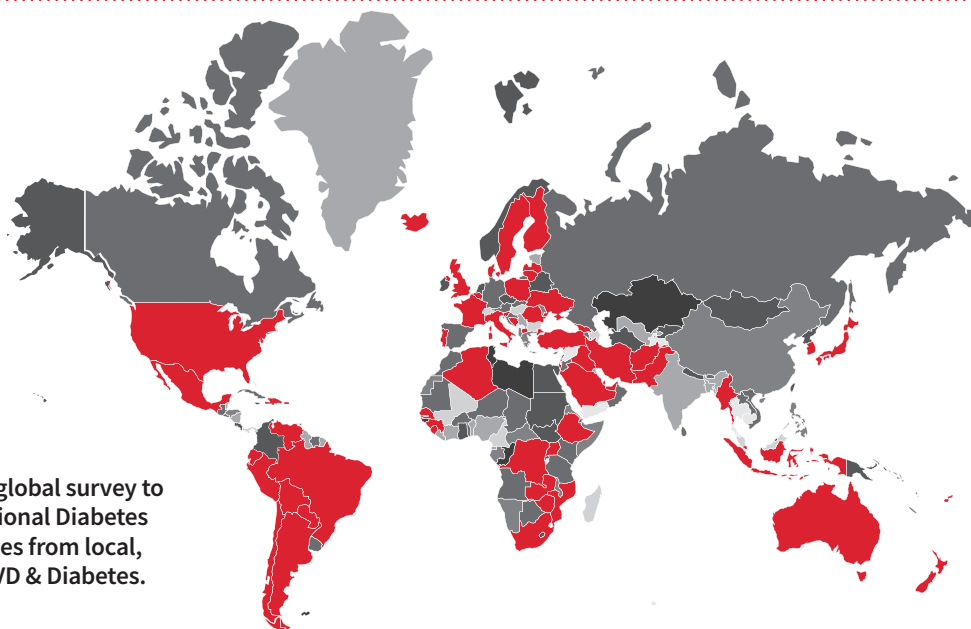 global survey to
ional Diabetes
es from local,
VD & Diabetes.